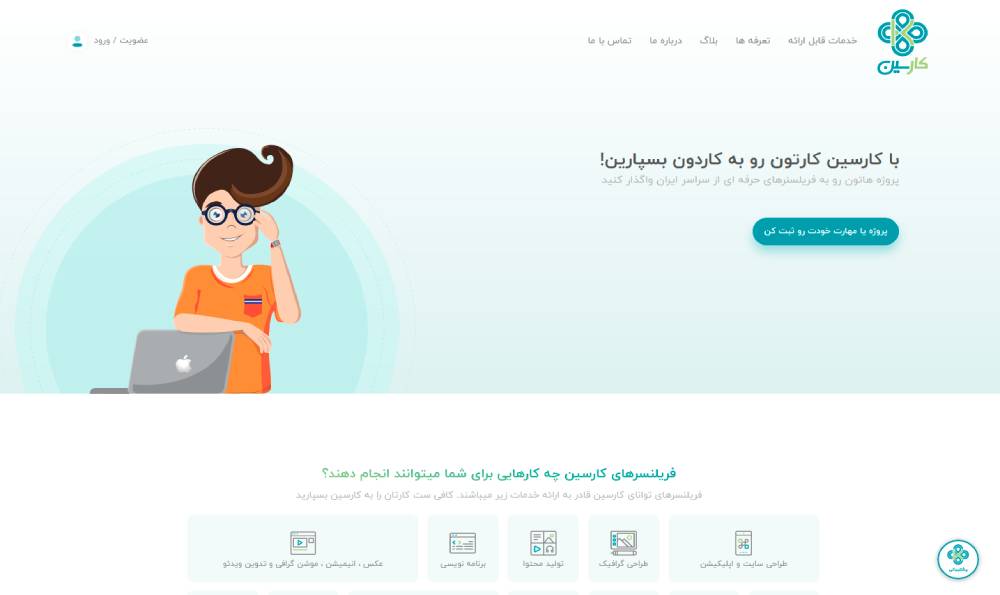 کارسین
خدمات قابل ارائه
تعرفه ها
بلاگ
درباره ما
تماس با ما
عضویت / ورود
با کارسین کارتون رو به کاردون بسپارین!
پروژه هاتون رو به فریلسنرهای حرفه ای از سراسر ایران واگذار کنید
پروژه یا مهارت خودت رو ثبت کن
فریلنسرهای کارسین چه کارهایی برای شما میتوانند انجام دهند؟
فریلنسرهای توانای کارسین قادر به ارائه خدمات زیر میباشند. کافی ست کارتان را به کارسین بسپارید
طراحی سایت و اپلیکیشن
طراحی گرافیک
تولید محتوا
برنامه نویسی
عکس ، انیمیشن ، موشن گرافی و تدوین ویدئو